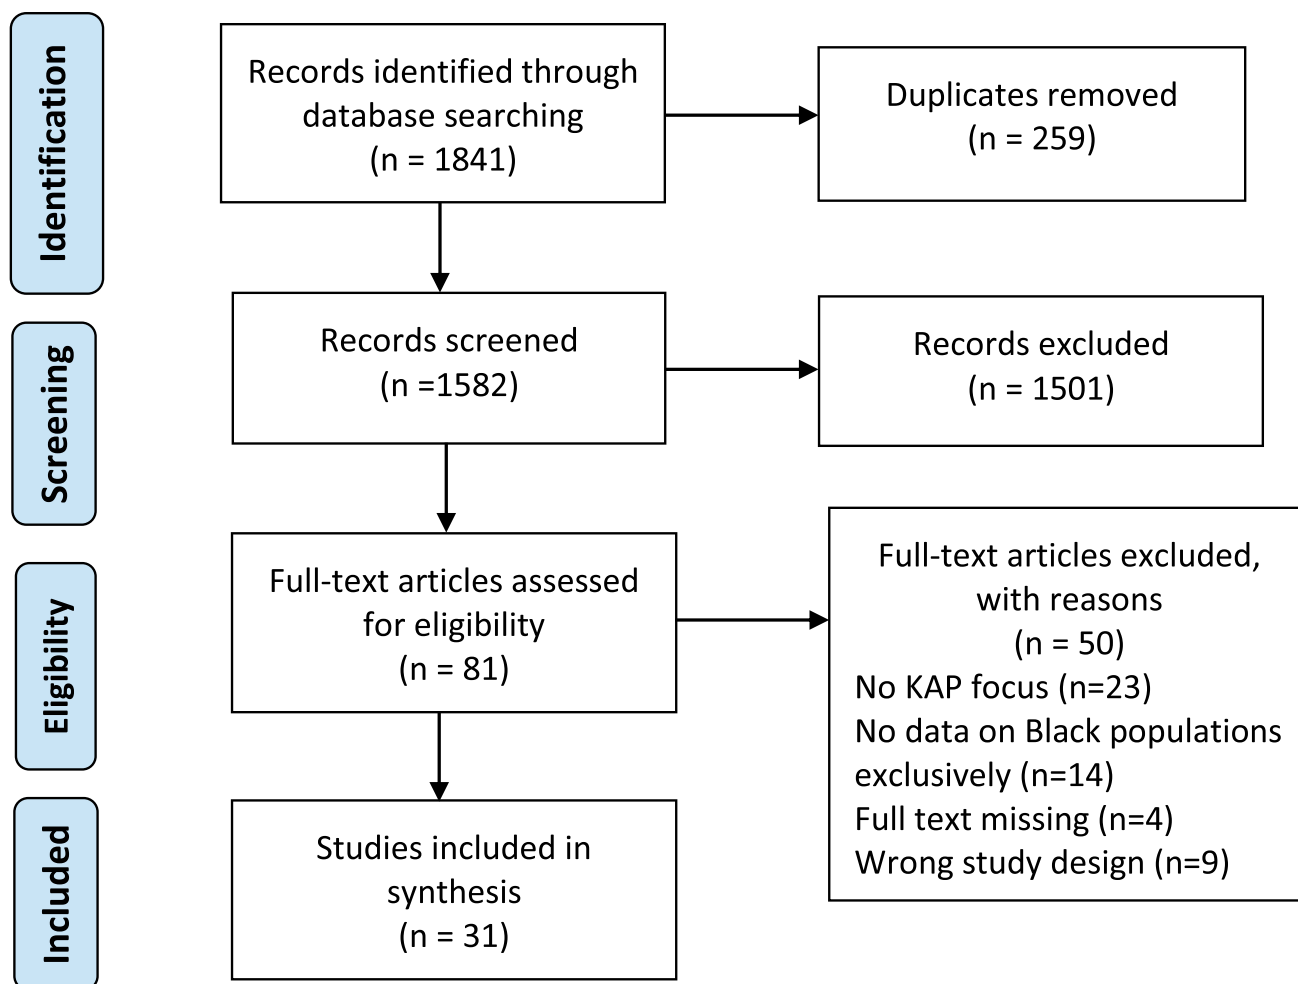 Identification
Records identified through
database searching
(n = 1841)
Duplicates removed
(n = 259)
Screening
Records screened
(n =1582)
Records excluded
(n = 1501)
Eligibility
Full-text articles assessed
for eligibility
(n = 81)
Full-text articles excluded,
with reasons
(n = 50)
No KAP focus (n=23)
No data on Black populations
exclusively (n=14)
Full text missing (n=4)
Wrong study design (n=9)
Included
Studies included in
synthesis
(n = 31)